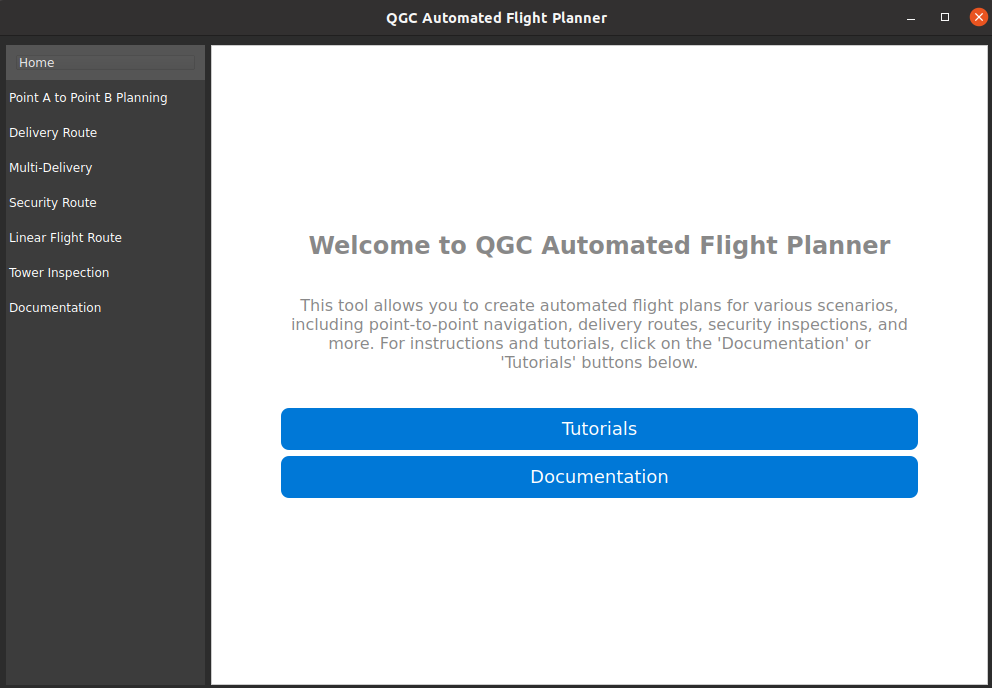 QGC Automated Flight Planner
Home
Point A to Point B Planning
Delivery Route
Multi-Delivery
Security Route
Linear Flight Route
Tower Inspection
Documentation
Welcome to QGC Automated Flight Planner
This tool allows you to create automated flight plans for various scenarios,
including point-to-point navigation, delivery routes, security inspections, and
more. For instructions and tutorials, click on the 'Documentation' or
'Tutorials' buttons below.
Tutorials
Documentation